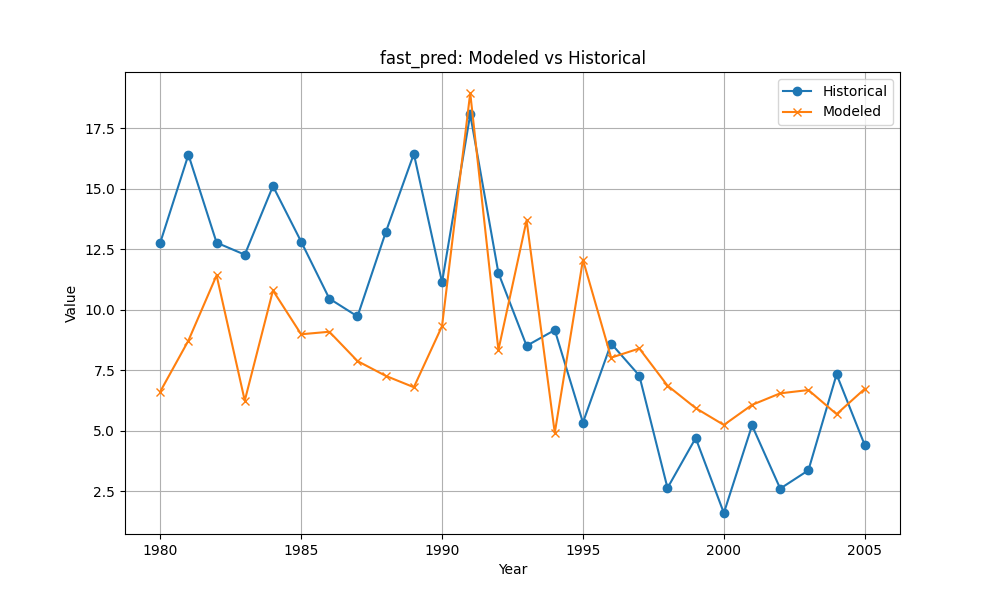 fast_pred: Modeled vs Historical
Historical
Modeled
17.5
15.0
12.5
10.0
7.5
5.0
2.5
Value
1980 1985 1990 1995 2000 2005
Year